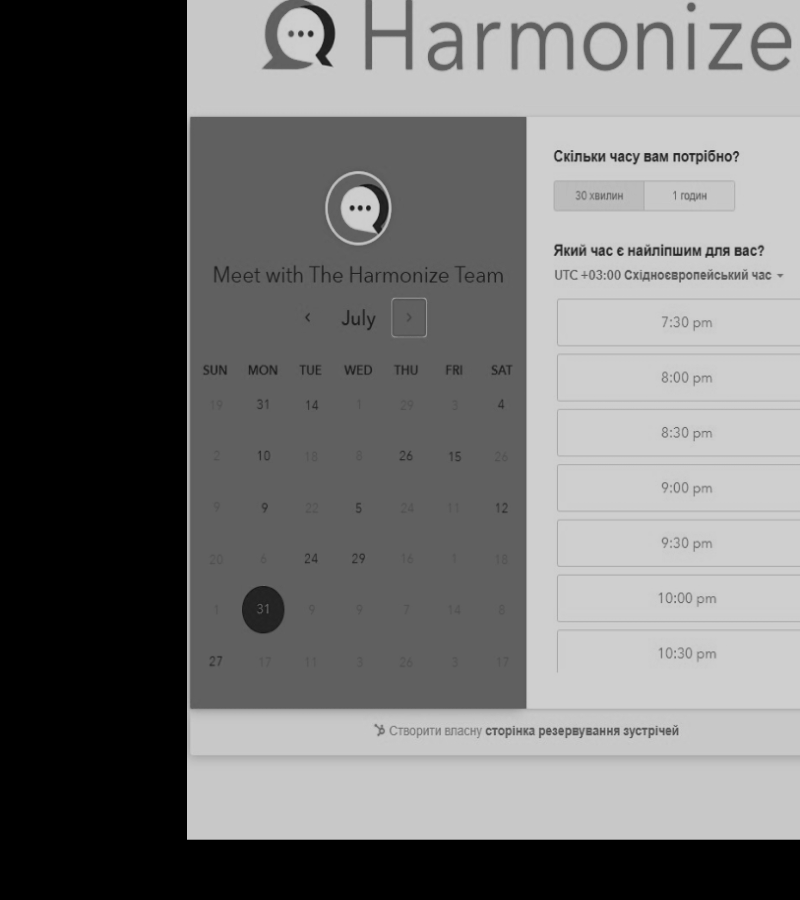 Harmonize
Meet with The Harmonize Team
‹ July ›
SUN MON TUE WED THU FRI SAT
19 31 14 1 29 3 4
2 10 18 8 26 15 26
9 9 22 5 24 11 12
20 6 24 29 16 1 18
1 31 9 9 7 14 8
27 17 11 3 26 3 17
Скільки часу вам потрібно?
30 хвилин 1 годин
Який час є найліпшим для вас?
UTC +03:00 Східноєвропейський час
7:30 pm
8:00 pm
8:30 pm
9:00 pm
9:30 pm
10:00 pm
10:30 pm
Створити власну сторінка резервування зустрічей